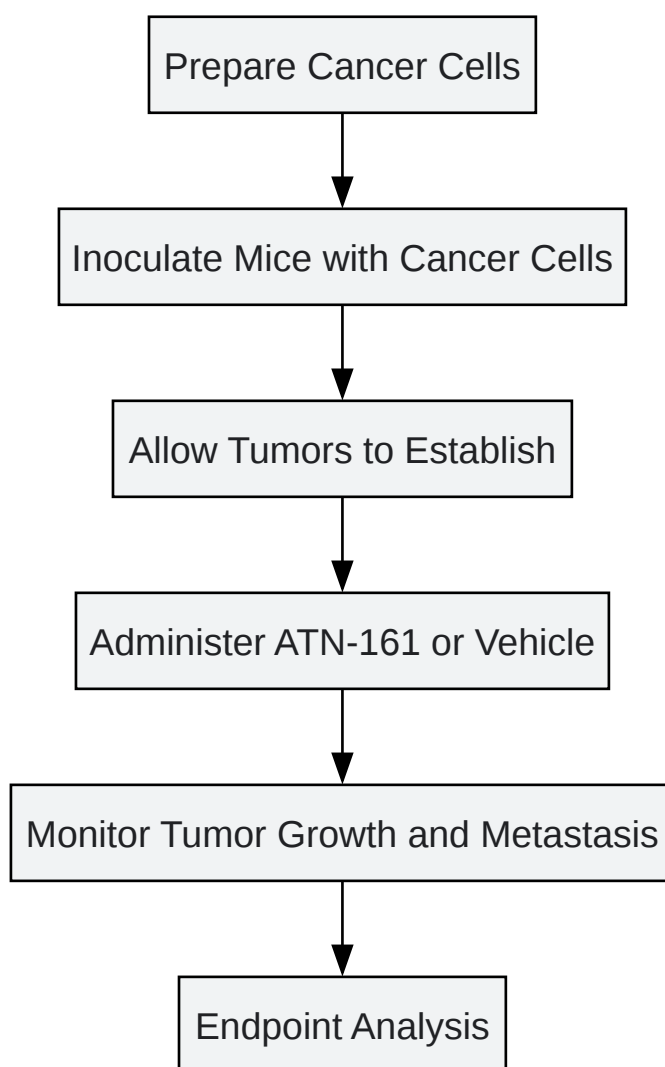 Prepare Cancer Cells
Inoculate Mice with Cancer Cells
Allow Tumors to Establish
Administer ATN-161 or Vehicle
Monitor Tumor Growth and Metastasis
Endpoint Analysis